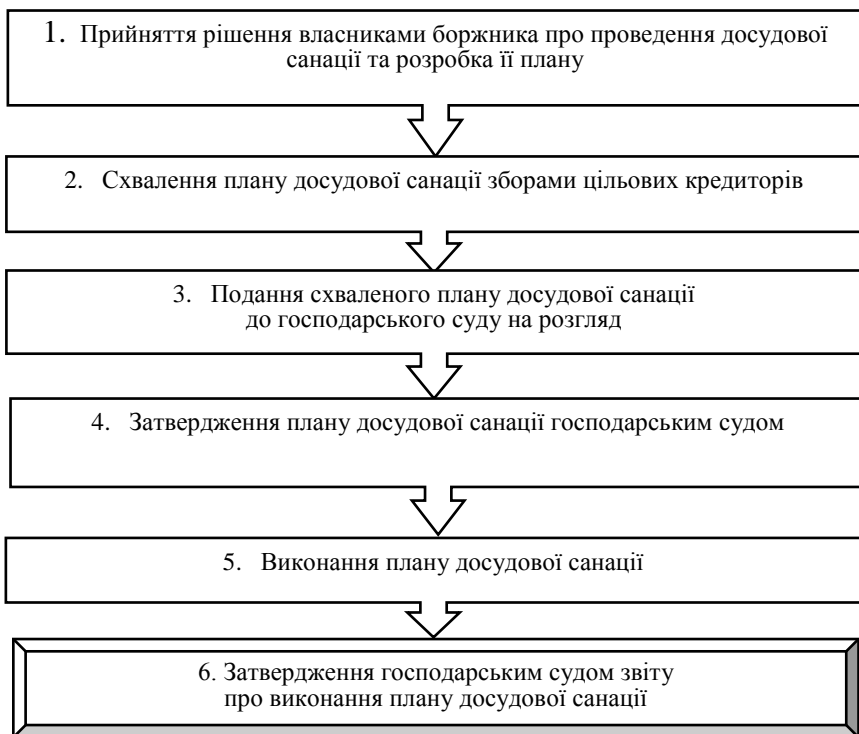 1. Прийняття рішення власниками боржника про проведення досудової
санації та розробка її плану
2. Схвалення плану досудової санації зборами цільових кредиторів
3. Подання схваленого плану досудової санації
до господарського суду на розгляд
4. Затвердження плану досудової санації господарським судом
5. Виконання плану досудової санації
6. Затвердження господарським судом звіту
про виконання плану досудової санації